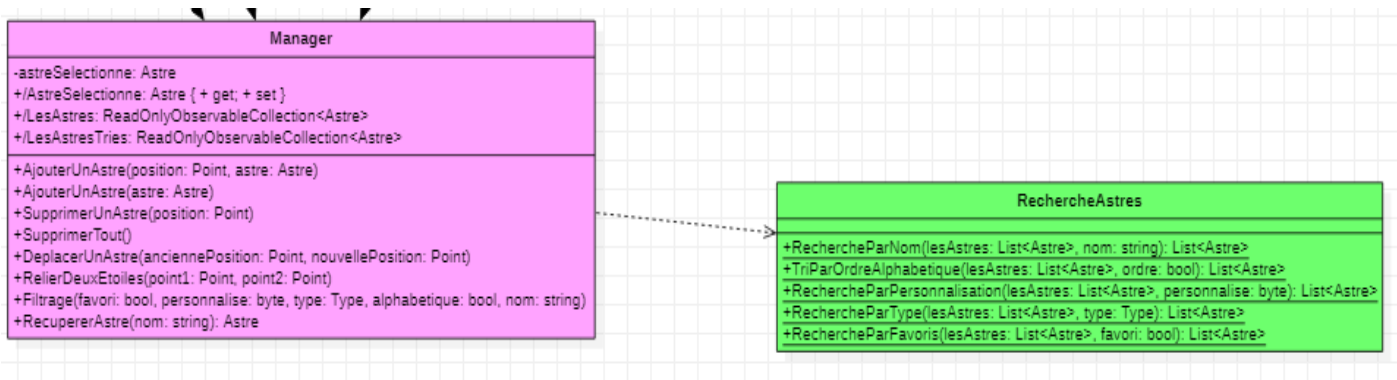 Manager
-astreSelectionne: Astre
+/AstreSelectionne: Astre { + get; + set }
+/LesAstres: ReadOnlyObservableCollection<Astre>
+/LesAstresTries: ReadOnlyObservableCollection<Astre>
+AjouterUnAstre(position: Point, astre: Astre)
+AjouterUnAstre(astre: Astre)
+SupprimerUnAstre(position: Point)
+SupprimerTout()
+DeplacerUnAstre(anciennePosition: Point, nouvellePosition: Point)
+RelierDeuxEtoiles(point1: Point, point2: Point)
+Filtrage(favori: bool, personnalise: byte, type: Type, alphabetique: bool, nom: string)
+RecupererAstre(nom: string): Astre
RechercheAstres
+RechercheParNom(lesAstres: List<Astre>, nom: string): List<Astre>
+TriParOrdreAlphabetique(lesAstres: List<Astre>, ordre: bool): List<Astre>
+RechercheParPersonnalisation(lesAstres: List<Astre>, personnalise: byte): List<Astre>
+RechercheParType(lesAstres: List<Astre>, type: Type): List<Astre>
+RechercheParFavoris(lesAstres: List<Astre>, favori: bool): List<Astre>